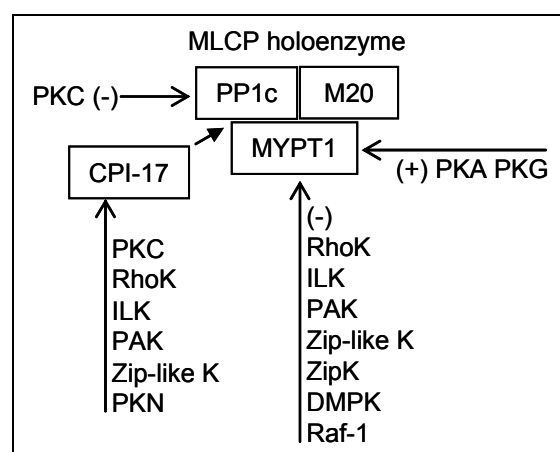 MLCP holoenzyme
PKC (-)
PP1c
M20
MYPT1
CPI-17
(+) PKA PKG
PKC
RhoK
ILK
PAK
Zip-like K
PKN
(-)
RhoK
ILK
PAK
Zip-like K
ZipK
DMPK
Raf-1